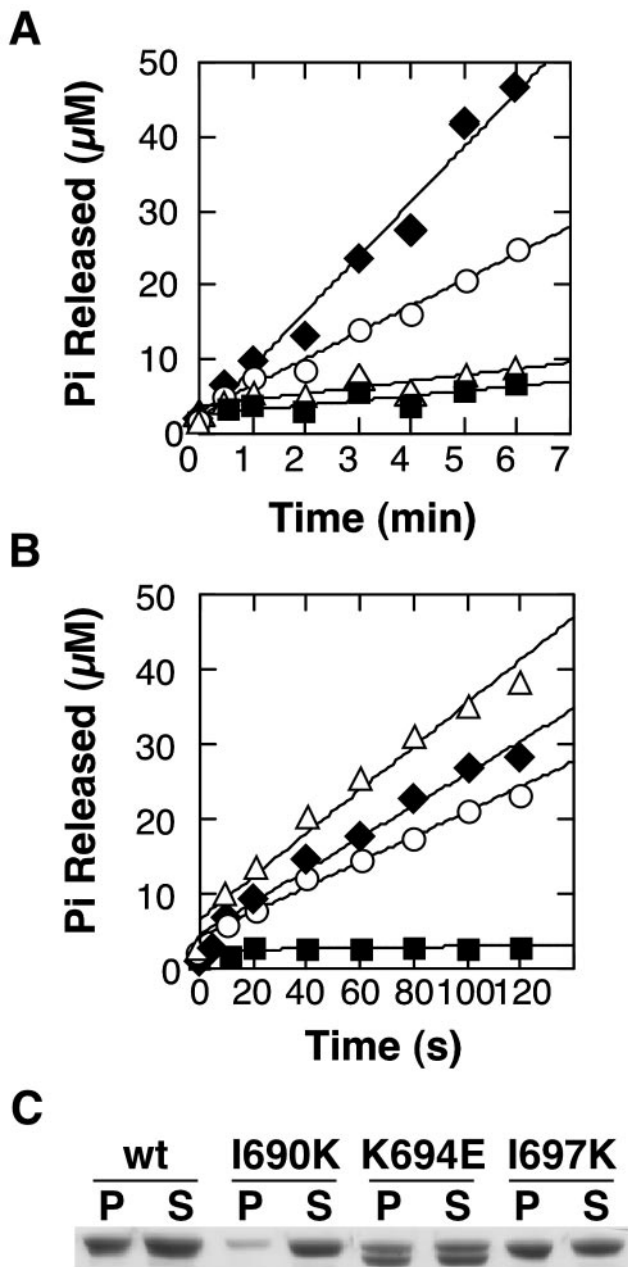 A
Pi Released (µM)
50
40
30
20
10
0
0 1 2 3 4 5 6 7
Time (min)
B
Pi Released (µM)
50
40
30
20
10
0
0 20 40 60 80 100 120
Time (s)
C
wt I690K K694E I697K
P S P S P S P S